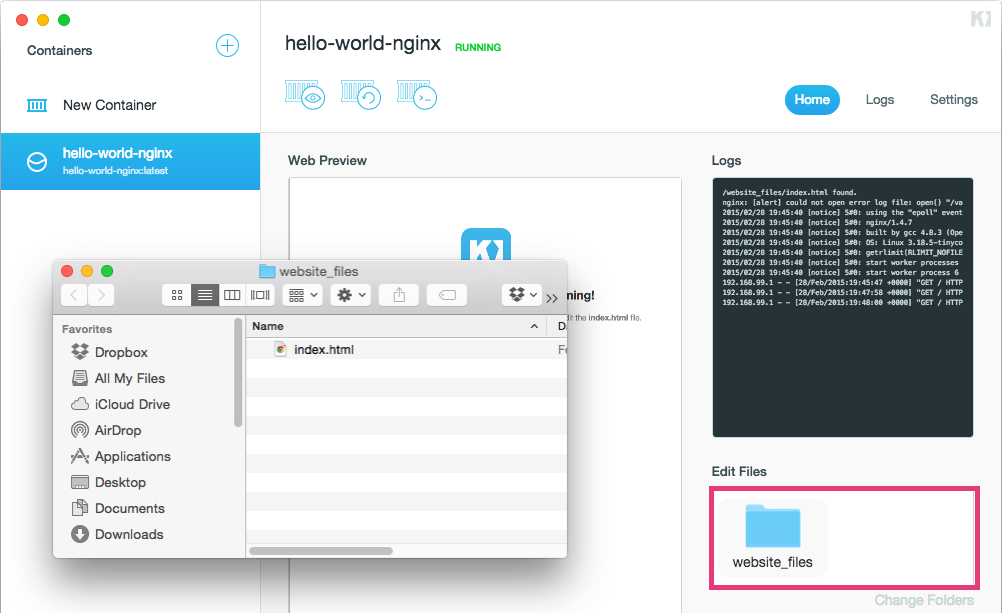 Containers
New Container
hello-world-nginx
hello-world-nginx:latest
hello-world-nginx RUNNING
Home Logs Settings
Web Preview
ning!
dit the index.html file.
Logs
/website_files/index.html found.
nginx: [alert] could not open error log file: open() "/va
2015/02/28 19:45:40 [notice] 5#0: using the "epoll" event
2015/02/28 19:45:40 [notice] 5#0: nginx/1.4.7
2015/02/28 19:45:40 [notice] 5#0: built by gcc 4.8.3 (Ope
2015/02/28 19:45:40 [notice] 5#0: OS: Linux 3.18.5-tinyco
2015/02/28 19:45:40 [notice] 5#0: getrlimit(RLIMIT_NOFILE
2015/02/28 19:45:40 [notice] 5#0: start worker processes
2015/02/28 19:45:40 [notice] 5#0: start worker process 6
192.168.99.1 - - [28/Feb/2015:19:45:47 +0000] "GET / HTTP
192.168.99.1 - - [28/Feb/2015:19:47:58 +0000] "GET / HTTP
192.168.99.1 - - [28/Feb/2015:19:48:00 +0000] "GET / HTTP
website_files
Favorites
Dropbox
All My Files
iCloud Drive
AirDrop
Applications
Desktop
Documents
Downloads
Name
index.html
Edit Files
website_files
Change Folders